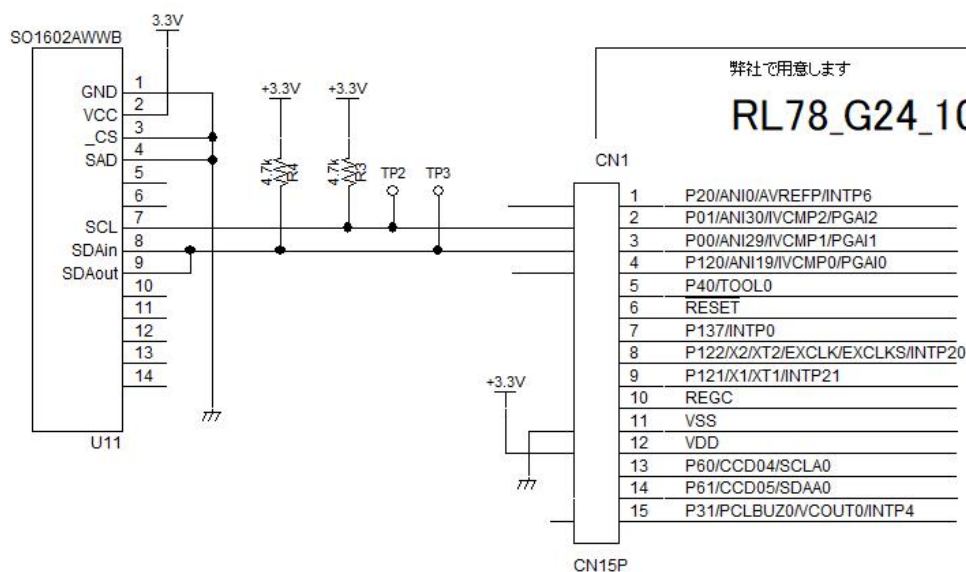 3.3V
SO1602AWWB
GND 1
VCC 2
_CS 3
SAD 4
5
6
SCL 7
SDAin 8
SDAout 9
10
11
12
13
14
U11
+3.3V
+3.3V
4.7k
R4
4.7k
R3
TP2
TP3
弊社で用意します
RL78_G24_10
CN1
1 P20/ANI0/AVREFP/INTP6
2 P01/ANI30/IVCMP2/PGAI2
3 P00/ANI29/IVCMP1/PGAI1
4 P120/ANI19/IVCMP0/PGAI0
5 P40/TOOL0
6 RESET
7 P137/INTP0
8 P122/X2/XT2/EXCLK/EXCLKS/INTP20
9 P121/X1/XT1/INTP21
10 REGC
11 VSS
12 VDD
13 P60/CCD04/SCLA0
14 P61/CCD05/SDAA0
15 P31/PCLBUZ0/VCOUT0/INTP4
+3.3V
CN15P